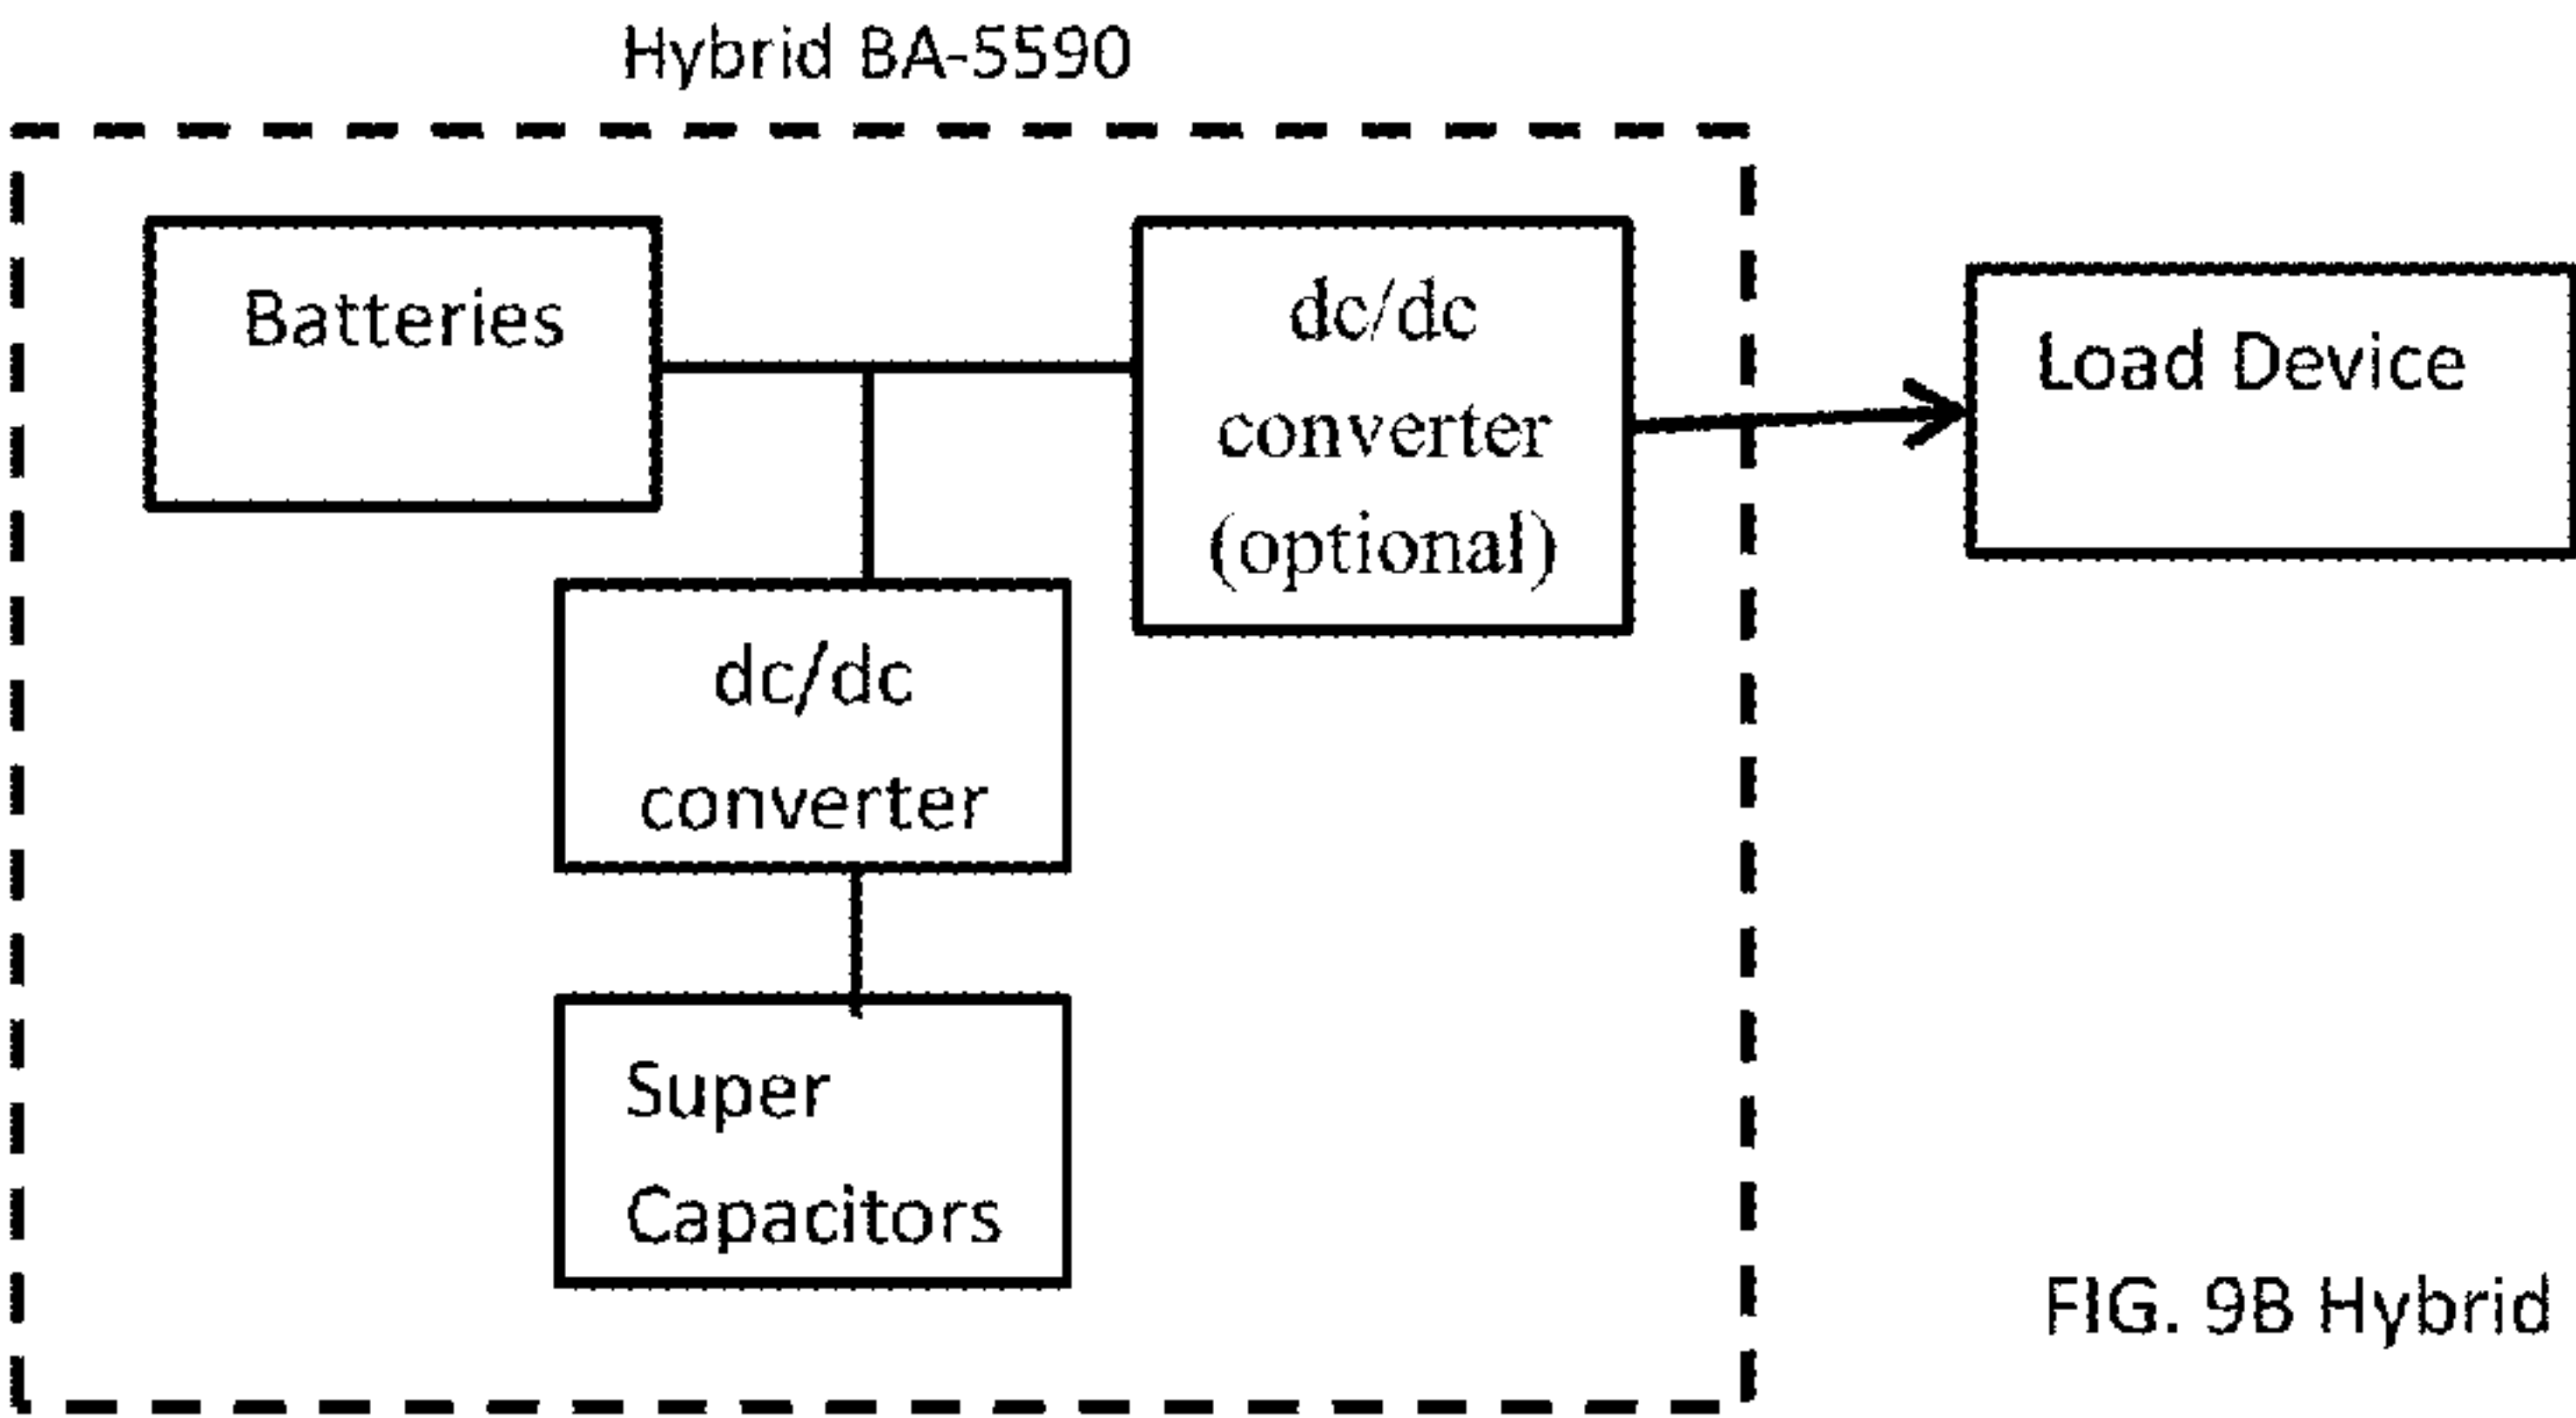 Hybrid BA-5590
Batteries
dc/dc
converter
(optional)
Load Device
dc/dc
converter
Super
Capacitors
FIG. 9B Hybrid